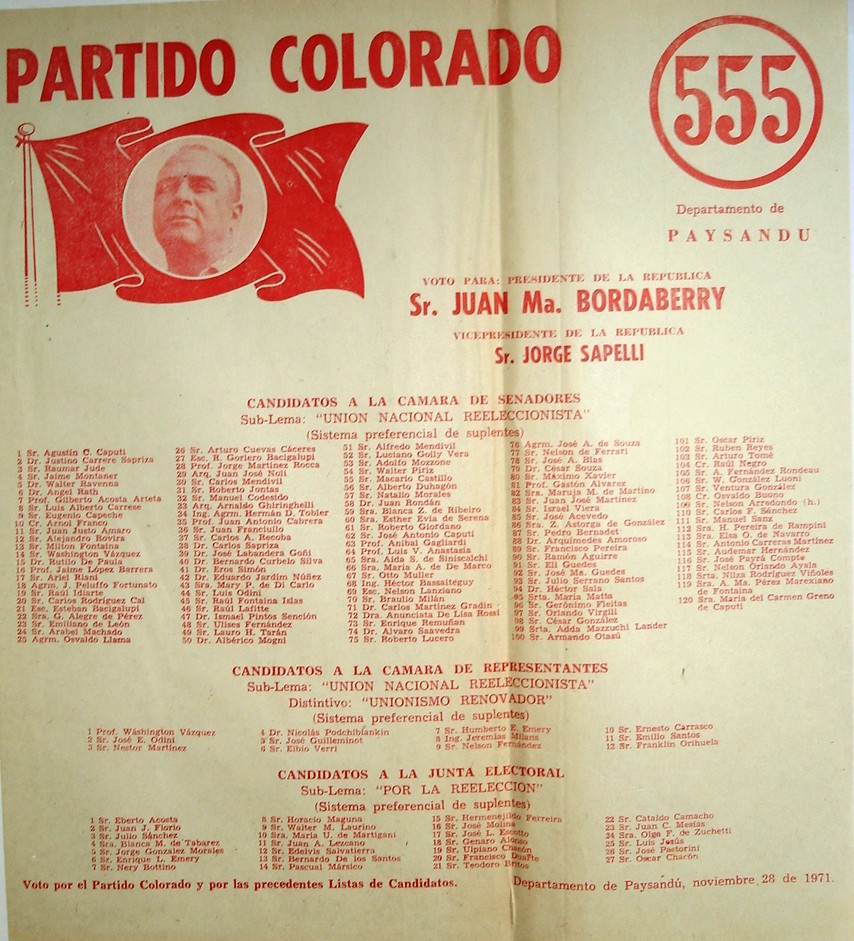 PARTIDO COLORADO
555
Departamento de
PAYSANDU
VOTO PARA: PRESIDENTE DE LA REPUBLICA
Sr. JUAN Ma. BORDABERRY
VICEPRESIDENTE DE LA REPUBLICA
Sr. JORGE SAPELLI
CANDIDATOS A LA CAMARA DE SENADORES
Sub-Lema: "UNION NACIONAL REELECCIONISTA"
(Sistema preferencial de suplentes)
1 Sr. Agustín C. Caputi
2 Dr. Justino Carrere Sapriza
3 Sr. Raumar Jude
4 Sr. Jaime Montaner
5 Dr. Walter Ravenna
6 Dr. Angel Rath
7 Prof. Gilberto Acosta Arteta
8 Sr. Luis Alberto Carrese
9 Sr. Eugenio Capeche
10 Cr. Arnol Franco
11 Sr. Juan Justo Amaro
12 Sr. Alejandro Rovira
13 Sr. Milton Fontaina
14 Sr. Wáshington Vázquez
15 Dr. Rutilo De Paula
16 Prof. Jaime López Barrera
17 Sr. Ariel Riani
18 Agrm. J. Peluffo Fortunato
19 Sr. Raúl Idiarte
20 Sr. Carlos Rodríguez Cal
21 Esc. Esteban Bacigalupi
22 Sra. G. Alegre de Pérez
23 Sr. Emiliano de León
24 Sr. Arabel Machado
25 Agrm. Osvaldo Llama
26 Sr. Arturo Cuevas Cáceres
27 Esc. R. Gorlero Bacigalupi
28 Prof. Jorge Martínez Rocca
29 Arq. Juan José Noli
30 Sr. Carlos Mendivil
31 Sr. Roberto Jontas
32 Sr. Manuel Codesido
33 Arq. Arnaldo Ghiringhelli
34 Ing. Agrm. Hermán D. Tobler
35 Prof. Juan Antonio Cabrera
36 Sr. Juan Franciullo
37 Sr. Carlos A. Recoba
38 Dr. Carlos Sapriza
39 Dr. José Labandera Goñi
40 Dr. Bernardo Curbelo Silva
41 Dr. Eros Simón
42 Dr. Eduardo Jardim Núñez
43 Sra. Mary P. de Di Carlo
44 Sr. Luis Odini
45 Sr. Raúl Fontaina Islas
46 Sr. Raúl Lafitte
47 Dr. Ismael Pintos Sención
48 Sr. Ulises Fernández
49 Sr. Lauro H. Tarán
50 Dr. Albérico Mogni
51 Sr. Alfredo Mendivil
52 Sr. Luciano Golly Vera
53 Sr. Adolfo Mozzone
54 Sr. Walter Piriz
55 Sr. Macario Castillo
56 Sr. Alberto Duhagón
57 Sr. Natalio Morales
58 Dr. Juan Rondán
59 Sra. Blanca Z. de Ribeiro
60 Sra. Esther Evia de Serena
61 Sr. Roberto Giordano
62 Sr. José Antonio Caputi
63 Prof. Aníbal Gagliardi
64 Prof. Luis V. Anastasía
65 Sra. Aída S. de Siniscalchi
66 Sra. María A. de De Marco
67 Sr. Otto Muller
68 Ing. Héctor Bassaiteguy
69 Esc. Nelson Lanziano
70 Sr. Braulio Milán
71 Dr. Carlos Martínez Gradin
72 Dra. Anunciata De Lisa Rossi
73 Sr. Enrique Remuñan
74 Dr. Alvaro Saavedra
75 Sr. Roberto Lucero
76 Agrm. José A. de Souza
77 Sr. Nelson de Ferrari
78 Sr. José A. Blas
79 Dr. César Souza
80 Sr. Máximo Xavier
81 Prof. Gastón Alvarez
82 Sra. Maruja M. de Martino
83 Sr. Juan José Martínez
84 Sr. Israel Viera
85 Sr. José Acevedo
86 Sra. Z. Astorga de González
87 Sr. Pedro Bernadet
88 Dr. Arquímedes Amoroso
89 Sr. Francisco Pereira
90 Sr. Ramón Aguirre
91 Sr. Eli Guedes
92 Sr. José Ma. Guedes
93 Sr. Julio Serrano Santos
94 Dr. Héctor Sala
95 Srta. María Matta
96 Sr. Gerónimo Fleitas
97 Sr. Orlando Virgili
98 Sr. César González
99 Srta. Adda Mazzuchi Lander
100 Sr. Armando Otasú
101 Sr. Oscar Piriz
102 Sr. Ruben Reyes
103 Sr. Arturo Tomé
104 Cr. Raúl Negro
105 Sr. A. Fernández Rondeau
106 Sr. W. González Luoni
107 Sr. Ventura González
108 Cr. Osvaldo Buono
109 Sr. Nelson Arredondo (h.)
110 Sr. Carlos F. Sánchez
111 Sr. Manuel Sanz
112 Sra. H. Pereira de Rampini
113 Sra. Elsa O. de Navarro
114 Sr. Antonio Carreras Martínez
115 Sr. Audemar Hernández
116 Sr. José Payrá Compte
117 Sr. Nelson Orlando Ayala
118 Srta. Nilza Rodríguez Viñoles
119 Sra. A. Ma. Pérez Marexiano
de Fontaina
120 Sra. María del Carmen Greno
de Caputi
CANDIDATOS A LA CAMARA DE REPRESENTANTES
Sub-Lema: "UNION NACIONAL REELECCIONISTA"
Distintivo: "UNIONISMO RENOVADOR"
(Sistema preferencial de suplentes)
1 Prof. Wáshington Vázquez
2 Sr. José E. Odini
3 Sr. Nestor Martínez
4 Dr. Nicolás Podchibiankin
5 Sr. José Guilleminot
6 Sr. Elbio Verri
7 Sr. Humberto E. Emery
8 Ing. Jeremías Milans
9 Sr. Nelson Fernández
10 Sr. Ernesto Carrasco
11 Sr. Emilio Santos
12 Sr. Franklin Orihuela
CANDIDATOS A LA JUNTA ELECTORAL
Sub-Lema: "POR LA REELECCION"
(Sistema preferencial de suplentes)
1 Sr. Eberto Acosta
2 Sr. Juan J. Florio
3 Sr. Julio Sánchez
4 Sra. Blanca M. de Tabarez
5 Sr. Jorge González Morales
6 Sr. Enrique L. Emery
7 Sr. Nery Bottino
8 Sr. Horacio Maguna
9 Sr. Walter M. Laurino
10 Sra. María U. de Martigani
11 Sr. Juan A. Lezcano
12 Sr. Edeivis Salvatierra
13 Sr. Bernardo De los Santos
14 Sr. Pascual Mársico
15 Sr. Hermenejildo Ferreira
16 Sr. José Molina
17 Sr. José L. Escotto
18 Sr. Genaro Alonso
19 Sr. Ulpiano Chacón
20 Sr. Francisco Duarte
21 Sr. Teodoro Britos
22 Sr. Cataldo Camacho
23 Sr. Juan C. Mesías
24 Sra. Olga F. de Zuchetti
25 Sr. Luis Jesús
26 Sr. José Pastorini
27 Sr. Oscar Chacón
Voto por el Partido Colorado y por las precedentes Listas de Candidatos.
Departamento de Paysandú, noviembre 28 de 1971.